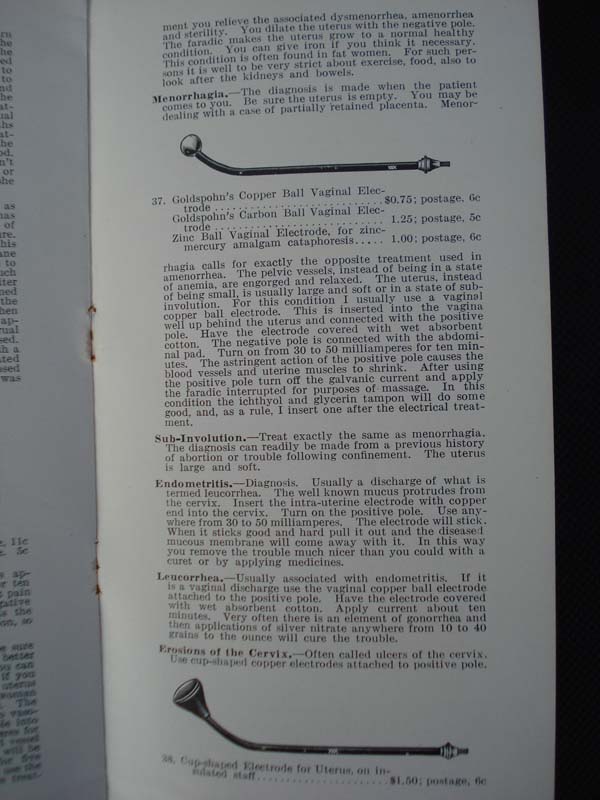 ment you relieve the associated dysmenorrhea, amenorrhea
and sterility. You dilate the uterus with the negative pole.
The faradic makes the uterus grow to a normal healthy
condition. You can give iron if you think it necessary.
This condition is often found in fat women. For such per-
sons it is well to be very strict about exercise, food, also to
look after the kidneys and bowels.
Menorrhagia.—The diagnosis is made when the patient
comes to you. Be sure the uterus is empty. You may be
dealing with a case of partially retained placenta. Menor-
37. Goldspohn's Copper Ball Vaginal Elec-
trode ............................ $0.75; postage, 6c
Goldspohn's Carbon Ball Vaginal Elec-
trode ............................ 1.25; postage, 5c
Zinc Ball Vaginal Electrode, for zinc-
mercury amalgam cataphoresis..... 1.00; postage, 6c
rhagia calls for exactly the opposite treatment used in
amenorrhea. The pelvic vessels, instead of being in a state
of anemia, are engorged and relaxed. The uterus, instead
of being small, is usually large and soft or in a state of sub-
involution. For this condition I usually use a vaginal
copper ball electrode. This is inserted into the vagina
well up behind the uterus and connected with the positive
pole. Have the electrode covered with wet absorbent
cotton. The negative pole is connected with the abdomi-
nal pad. Turn on from 30 to 50 milliamperes for ten min-
utes. The astringent action of the positive pole causes the
blood vessels and uterine muscles to shrink. After using
the positive pole turn off the galvanic current and apply
the faradic interrupted for purposes of massage. In this
condition the ichthyol and glycerin tampon will do some
good, and, as a rule, I insert one after the electrical treat-
ment.
Sub-Involution.—Treat exactly the same as menorrhagia.
The diagnosis can readily be made from a previous history
of abortion or trouble following confinement. The uterus
is large and soft.
Endometritis.—Diagnosis. Usually a discharge of what is
termed leucorrhea. The well known mucus protrudes from
the cervix. Insert the intra-uterine electrode with copper
end into the cervix. Turn on the positive pole. Use any-
where from 30 to 50 milliamperes. The electrode will stick.
When it sticks good and hard pull it out and the diseased
mucous membrane will come away with it. In this way
you remove the trouble much nicer than you could with a
curet or by applying medicines.
Leucorrhea.—Usually associated with endometritis. If it
is a vaginal discharge use the vaginal copper ball electrode
attached to the positive pole. Have the electrode covered
with wet absorbent cotton. Apply current about ten
minutes. Very often there is an element of gonorrhea and
then applications of silver nitrate anywhere from 10 to 40
grains to the ounce will cure the trouble.
Erosions of the Cervix.—Often called ulcers of the cervix.
Use cup-shaped copper electrodes attached to positive pole.
38. Cup-shaped Electrode for Uterus, on in-
sulated staff........................ $1.50; postage, 6c